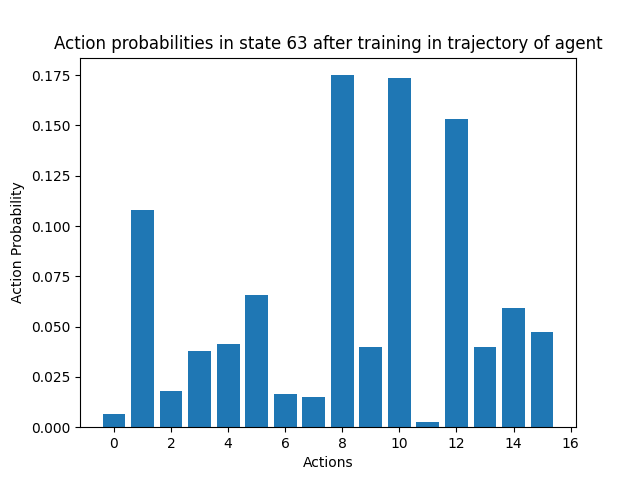 Action probabilities in state 63 after training in trajectory of agent
0.175
0.150
0.125
0.100
0.075
0.050
0.025
0.000
Action Probability
0 2 4 6 8 10 12 14 16
Actions